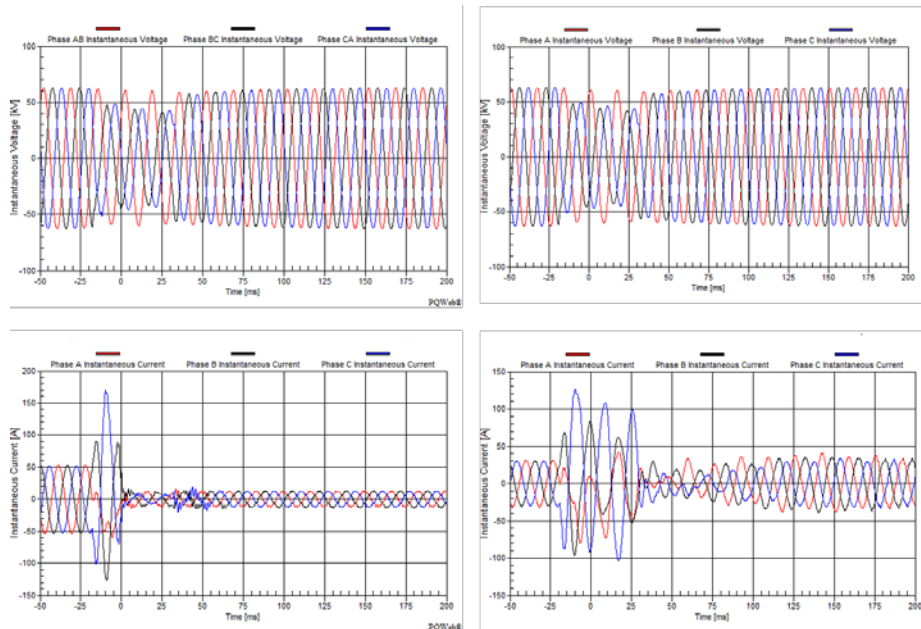 Phase AB Instantaneous Voltage Phase BC Instantaneous Voltage Phase CA Instantaneous Voltage
Instantaneous Voltage [kV]
100
50
0
-50
-100
-50 -25 0 25 50 75 100 125 150 175 200
Time [ms]
PQWeb®
Phase A Instantaneous Voltage Phase B Instantaneous Voltage Phase C Instantaneous Voltage
Instantaneous Voltage [kV]
100
50
0
-50
-100
-50 -25 0 25 50 75 100 125 150 175 200
Time [ms]
Phase A Instantaneous Current Phase B Instantaneous Current Phase C Instantaneous Current
Instantaneous Current [A]
200
150
100
50
0
-50
-100
-150
-50 -25 0 25 50 75 100 125 150 175 200
Time [ms]
PQWeb®
Phase A Instantaneous Current Phase B Instantaneous Current Phase C Instantaneous Current
Instantaneous Current [A]
150
100
50
0
-50
-100
-150
-50 -25 0 25 50 75 100 125 150 175 200
Time [ms]